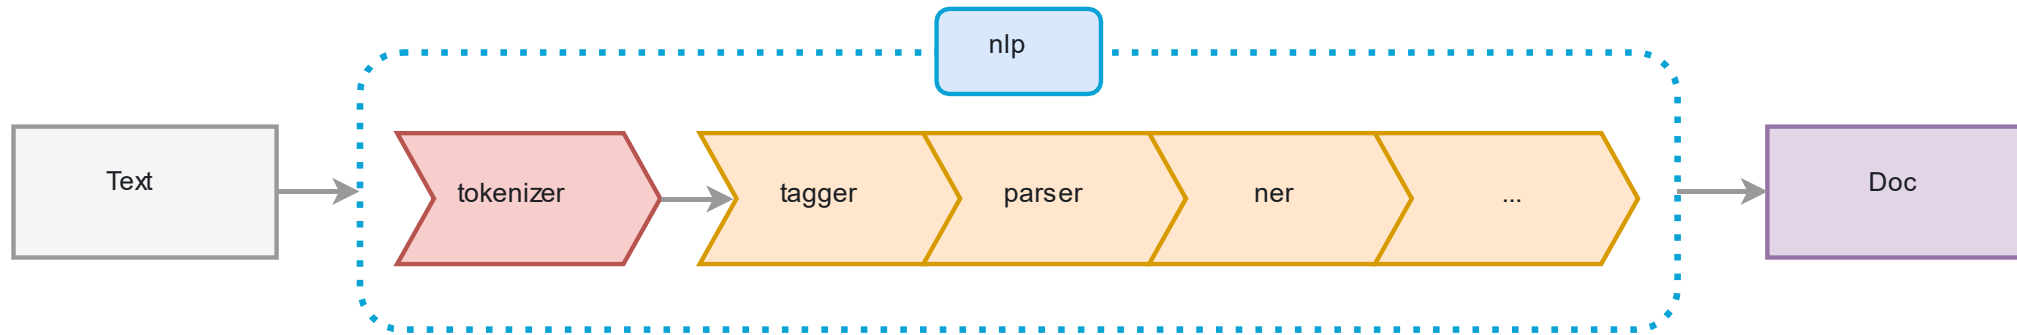 nlp
Text
tokenizer
tagger
parser
ner
...
Doc